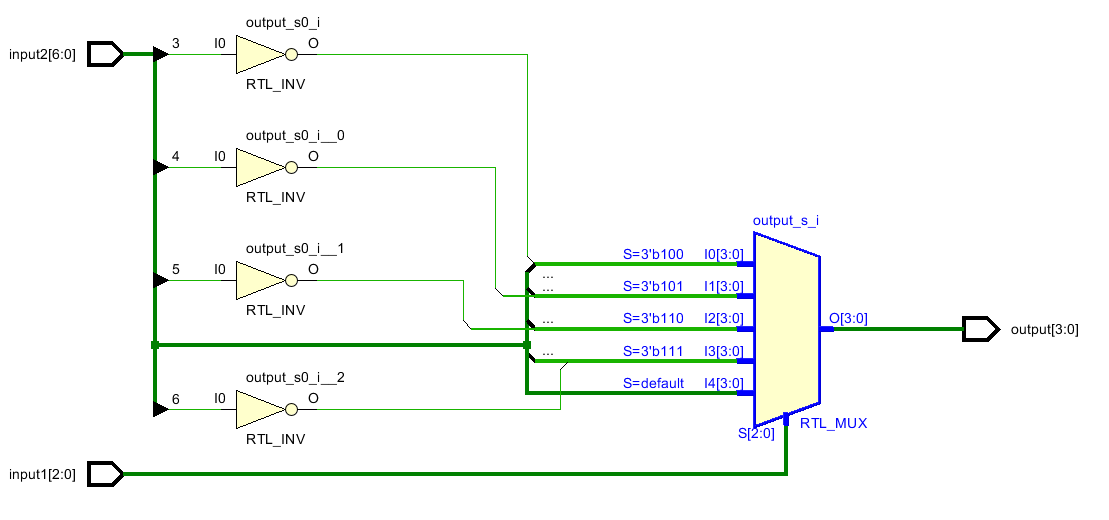 output_s0_i
input2[6:0]
3
I0
O
RTL_INV
output_s0_i__0
4
I0
O
RTL_INV
output_s_i
output_s0_i__1
S=3'b100
I0[3:0]
5
I0
O
...
S=3'b101
I1[3:0]
RTL_INV
...
S=3'b110
I2[3:0]
O[3:0]
output[3:0]
...
S=3'b111
I3[3:0]
output_s0_i__2
S=default
I4[3:0]
6
I0
O
RTL_MUX
S[2:0]
RTL_INV
input1[2:0]